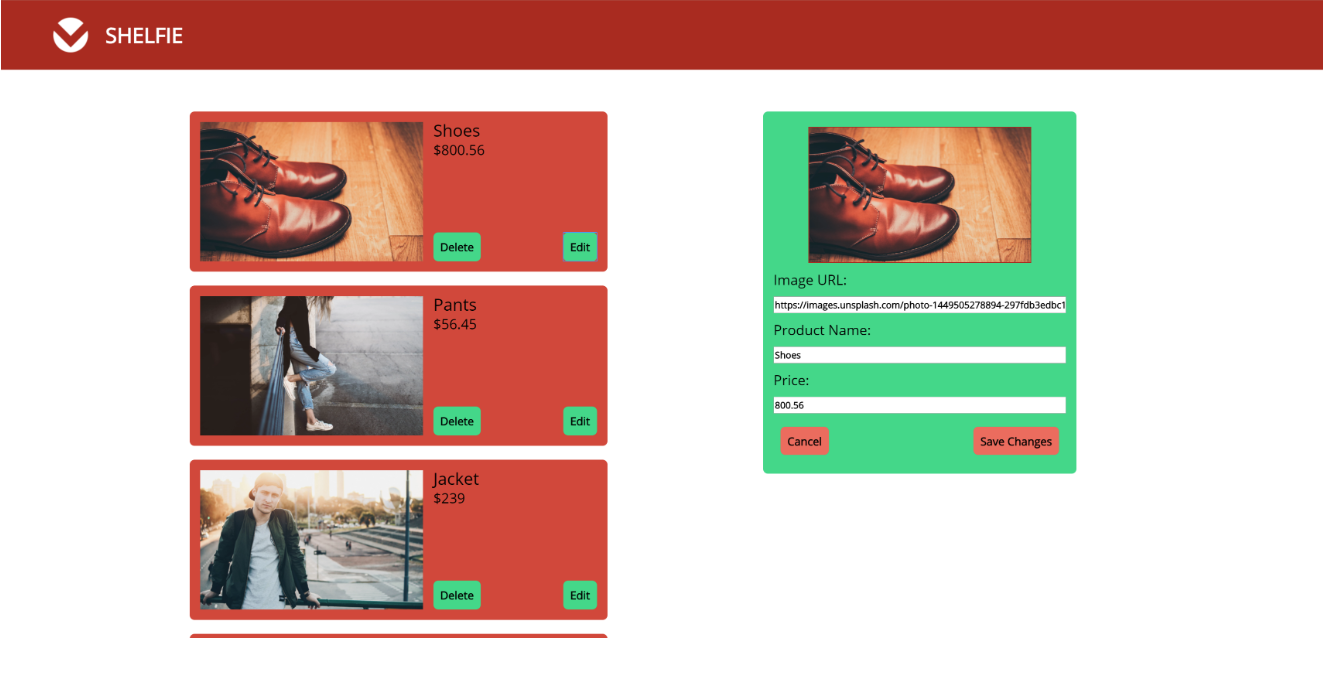 SHELFIE
Shoes
$800.56
Delete
Edit
Pants
$56.45
Delete
Edit
Jacket
$239
Delete
Edit
Image URL:
https://images.unsplash.com/photo-1449505278894-297fdb3edbc1
Product Name:
Shoes
Price:
800.56
Cancel
Save Changes